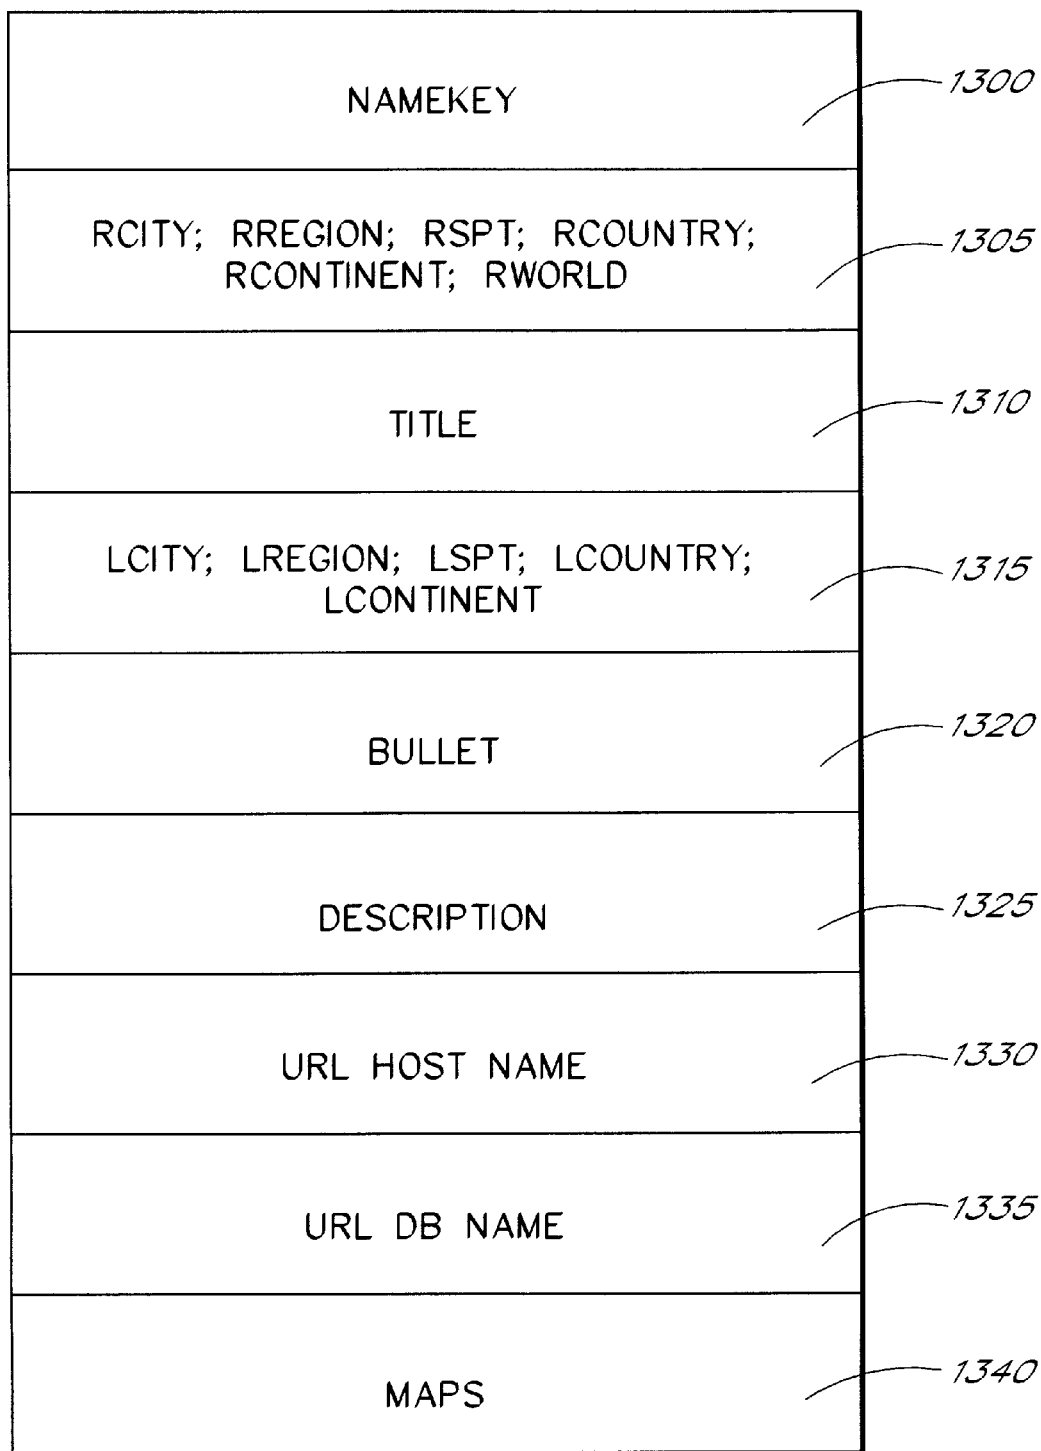 NAMEKEY
1300
RCITY; RREGION; RSPT; RCOUNTRY;
RCONTINENT; RWORLD
1305
TITLE
1310
LCITY; LREGION; LSPT; LCOUNTRY;
LCONTINENT
1315
BULLET
1320
DESCRIPTION
1325
URL HOST NAME
1330
URL DB NAME
1335
MAPS
1340